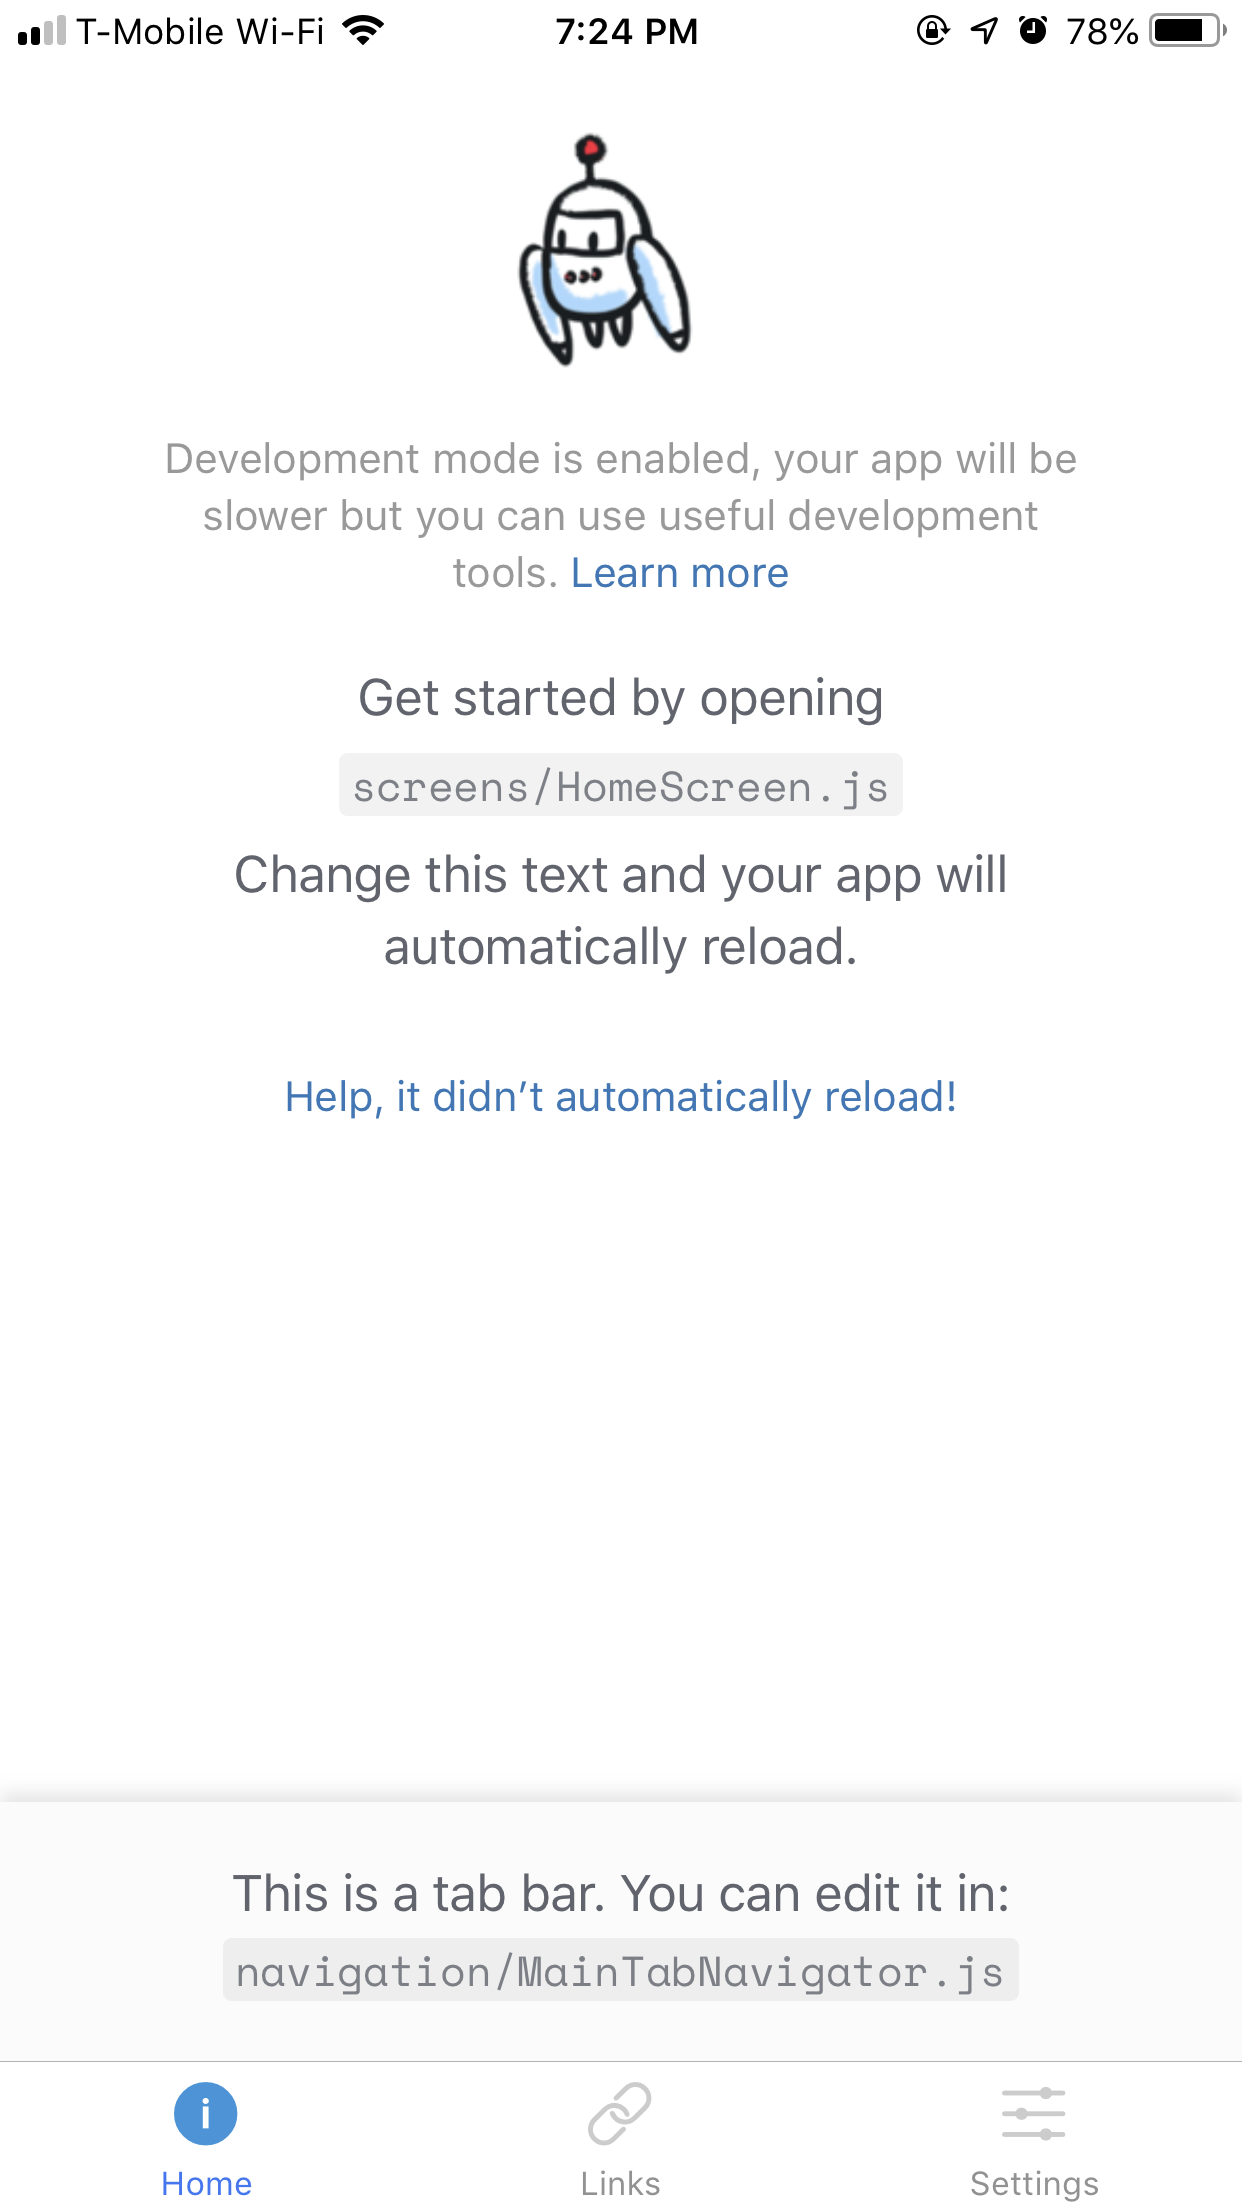 T-Mobile Wi-Fi 7:24 PM 78%
Development mode is enabled, your app will be
slower but you can use useful development
tools. Learn more
Get started by opening
screens/HomeScreen.js
Change this text and your app will
automatically reload.
Help, it didn’t automatically reload!
This is a tab bar. You can edit it in:
navigation/MainTabNavigator.js
Home Links Settings